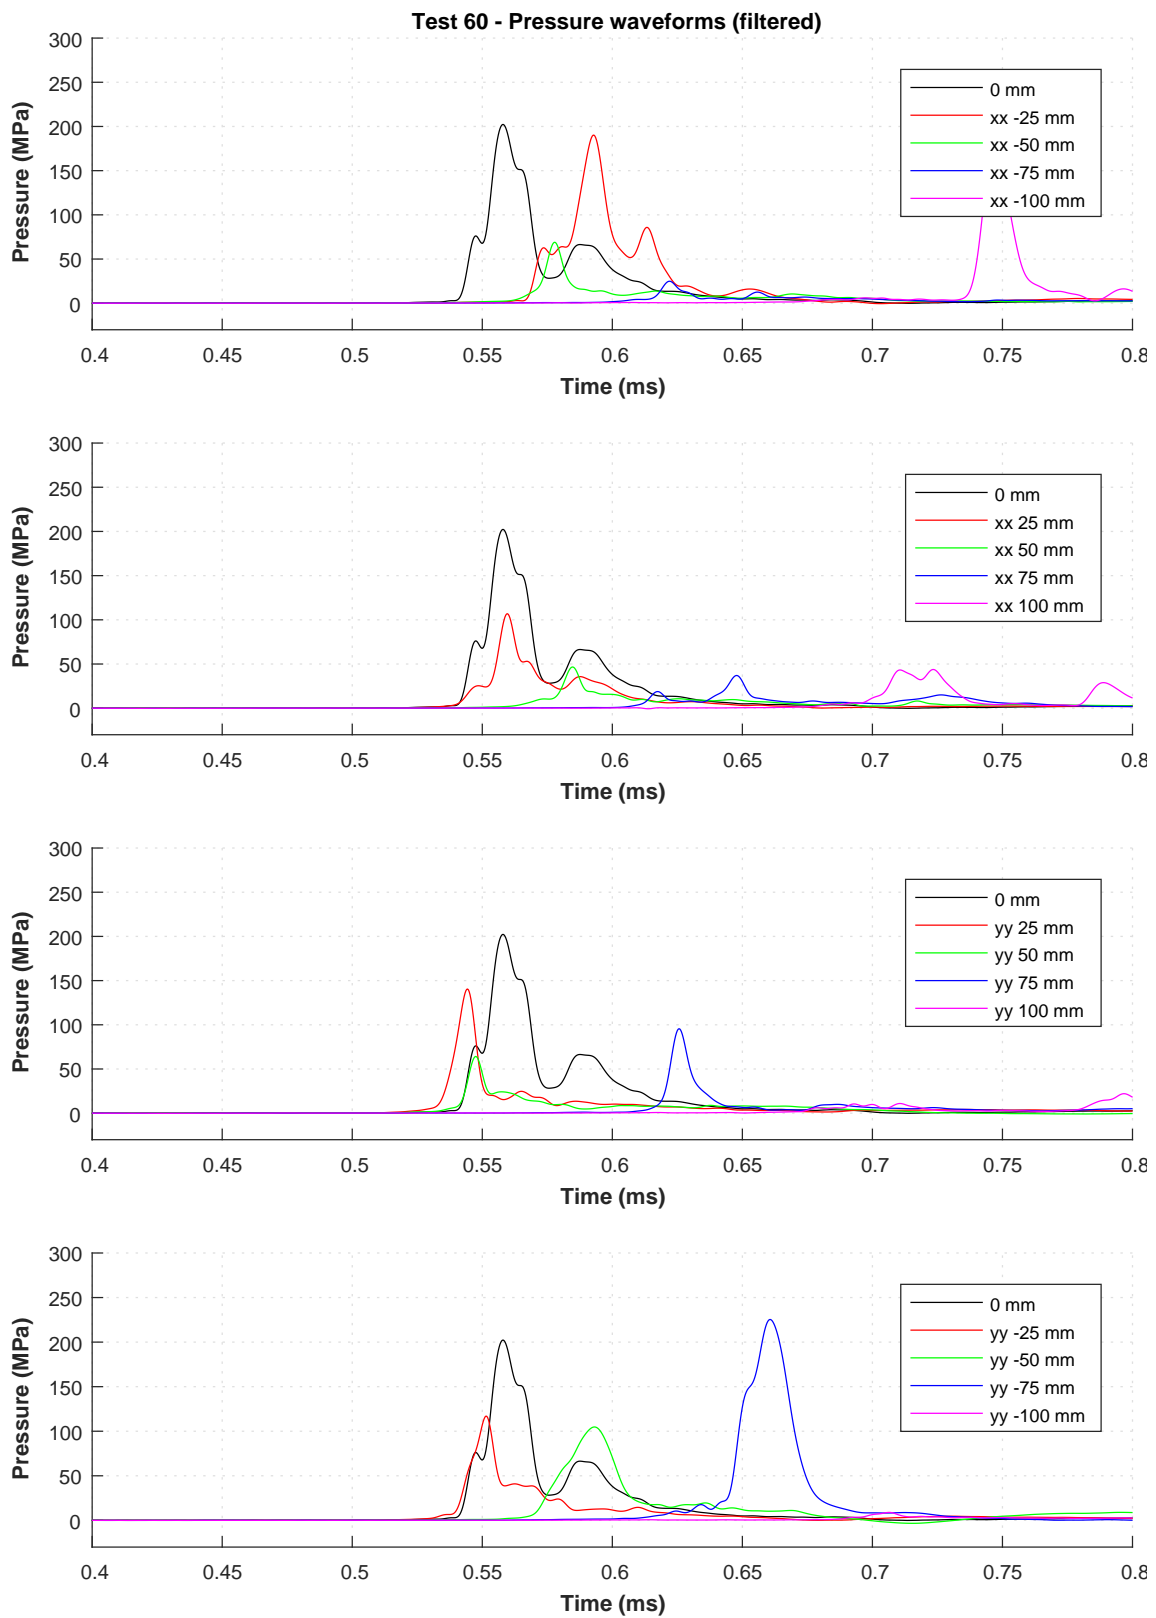 Test 60 - Pressure waveforms (filtered)
300
250
200
150
100
50
0
Pressure (MPa)
0 mm
xx -25 mm
xx -50 mm
xx -75 mm
xx -100 mm
0.4 0.45 0.5 0.55 0.6 0.65 0.7 0.75 0.8
Time (ms)
300
250
200
150
100
50
0
Pressure (MPa)
0 mm
xx 25 mm
xx 50 mm
xx 75 mm
xx 100 mm
0.4 0.45 0.5 0.55 0.6 0.65 0.7 0.75 0.8
Time (ms)
300
250
200
150
100
50
0
Pressure (MPa)
0 mm
yy 25 mm
yy 50 mm
yy 75 mm
yy 100 mm
0.4 0.45 0.5 0.55 0.6 0.65 0.7 0.75 0.8
Time (ms)
300
250
200
150
100
50
0
Pressure (MPa)
0 mm
yy -25 mm
yy -50 mm
yy -75 mm
yy -100 mm
0.4 0.45 0.5 0.55 0.6 0.65 0.7 0.75 0.8
Time (ms)